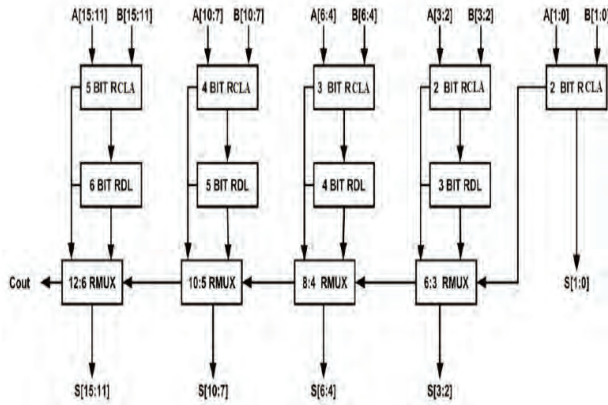 A[15:11] B[15:11] A[10:7] B[10:7] A[6:4] B[6:4] A[3:2] B[3:2] A[1:0] B[1:0]
5 BIT RCLA 4 BIT RCLA 3 BIT RCLA 2 BIT RCLA 2 BIT RCLA
6 BIT RDL 5 BIT RDL 4 BIT RDL 3 BIT RDL
Cout 12:6 RMUX 10:5 RMUX 8:4 RMUX 6:3 RMUX S[1:0]
S[15:11] S[10:7] S[6:4] S[3:2]